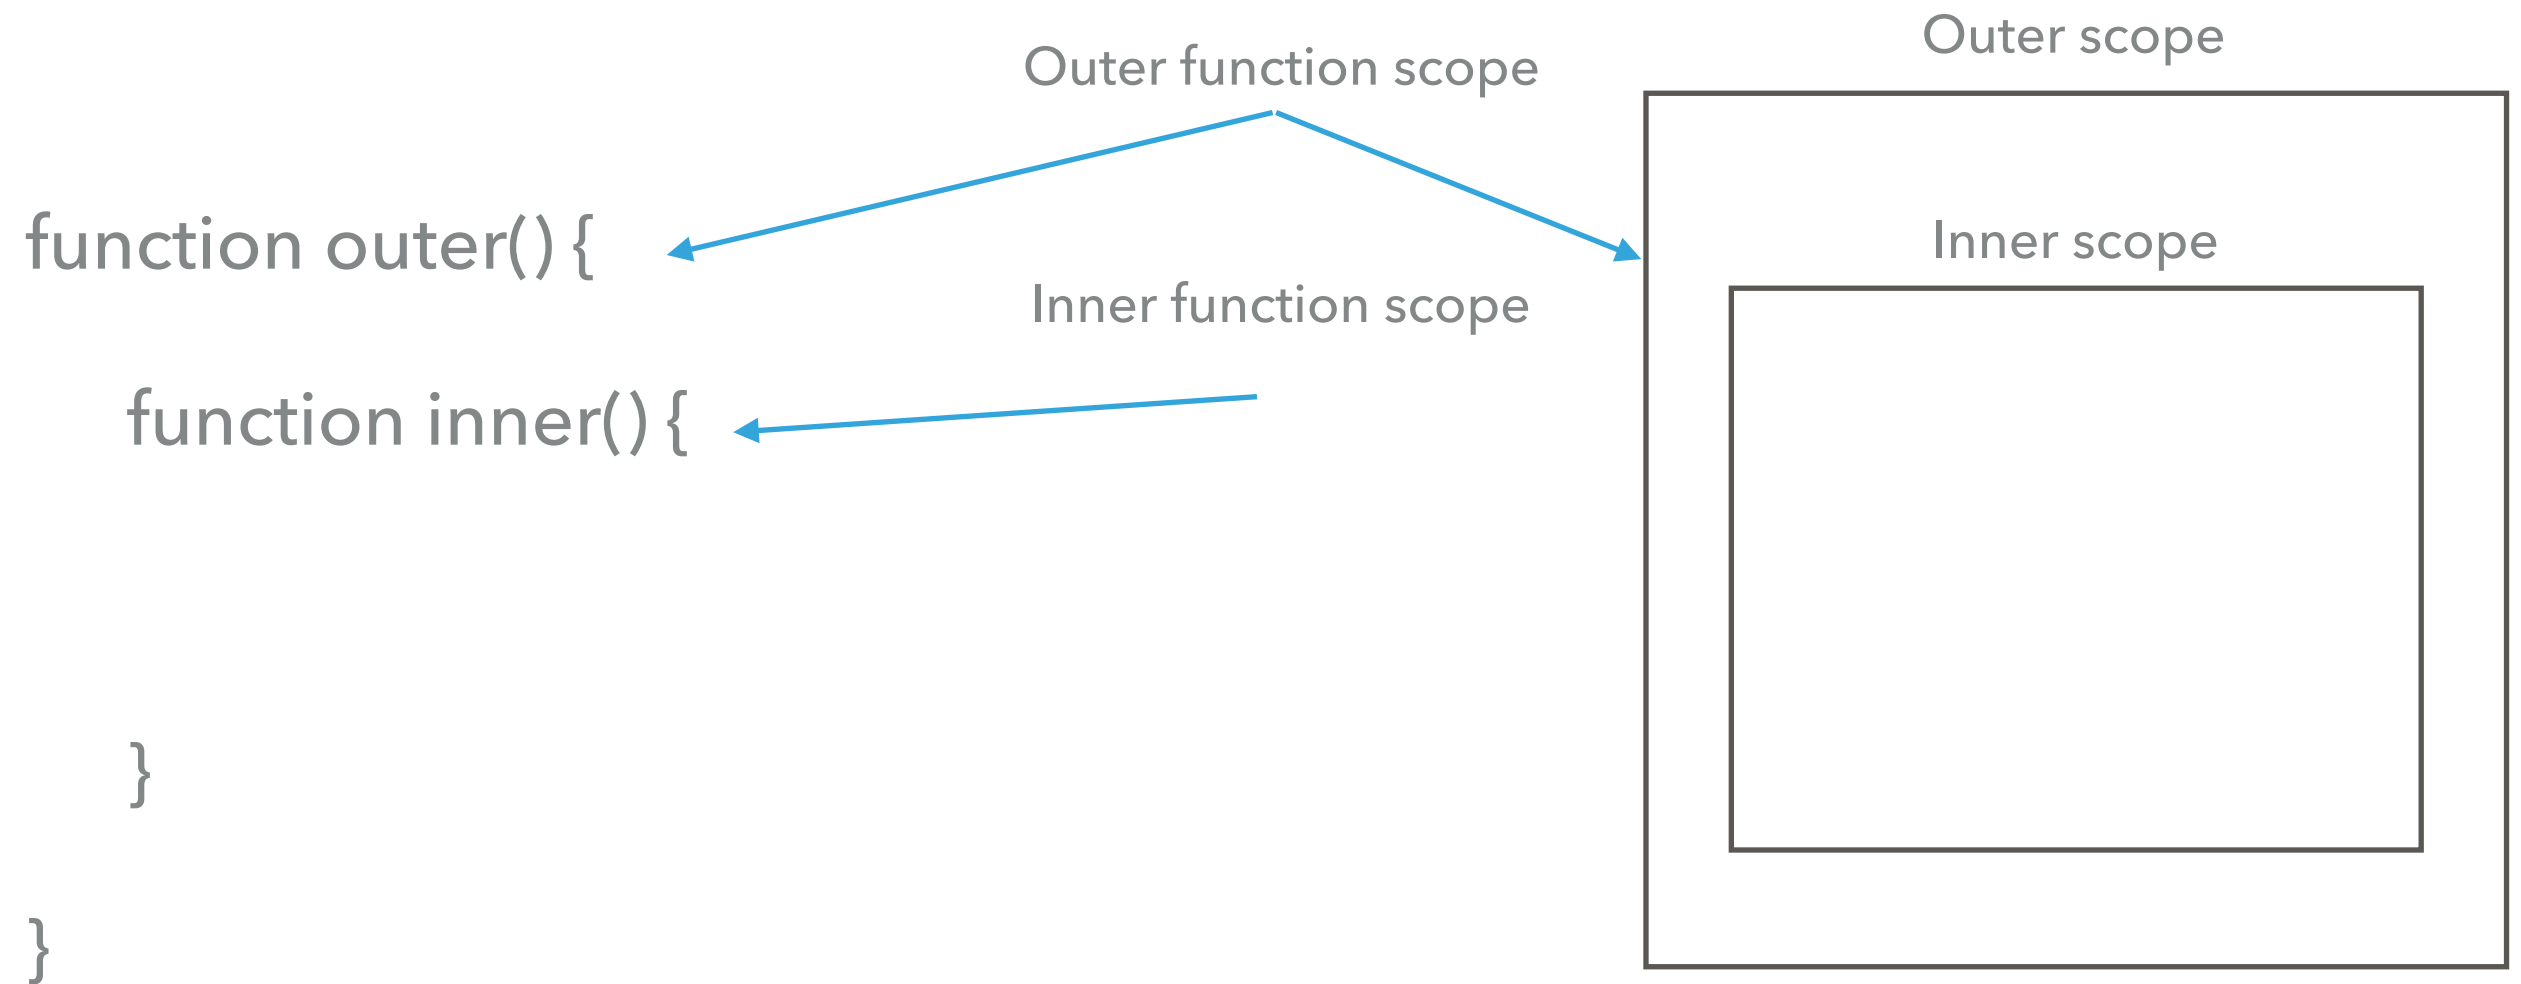 function outer() {
function inner() {
}
}
Outer function scope
Inner function scope
Outer scope
Inner scope